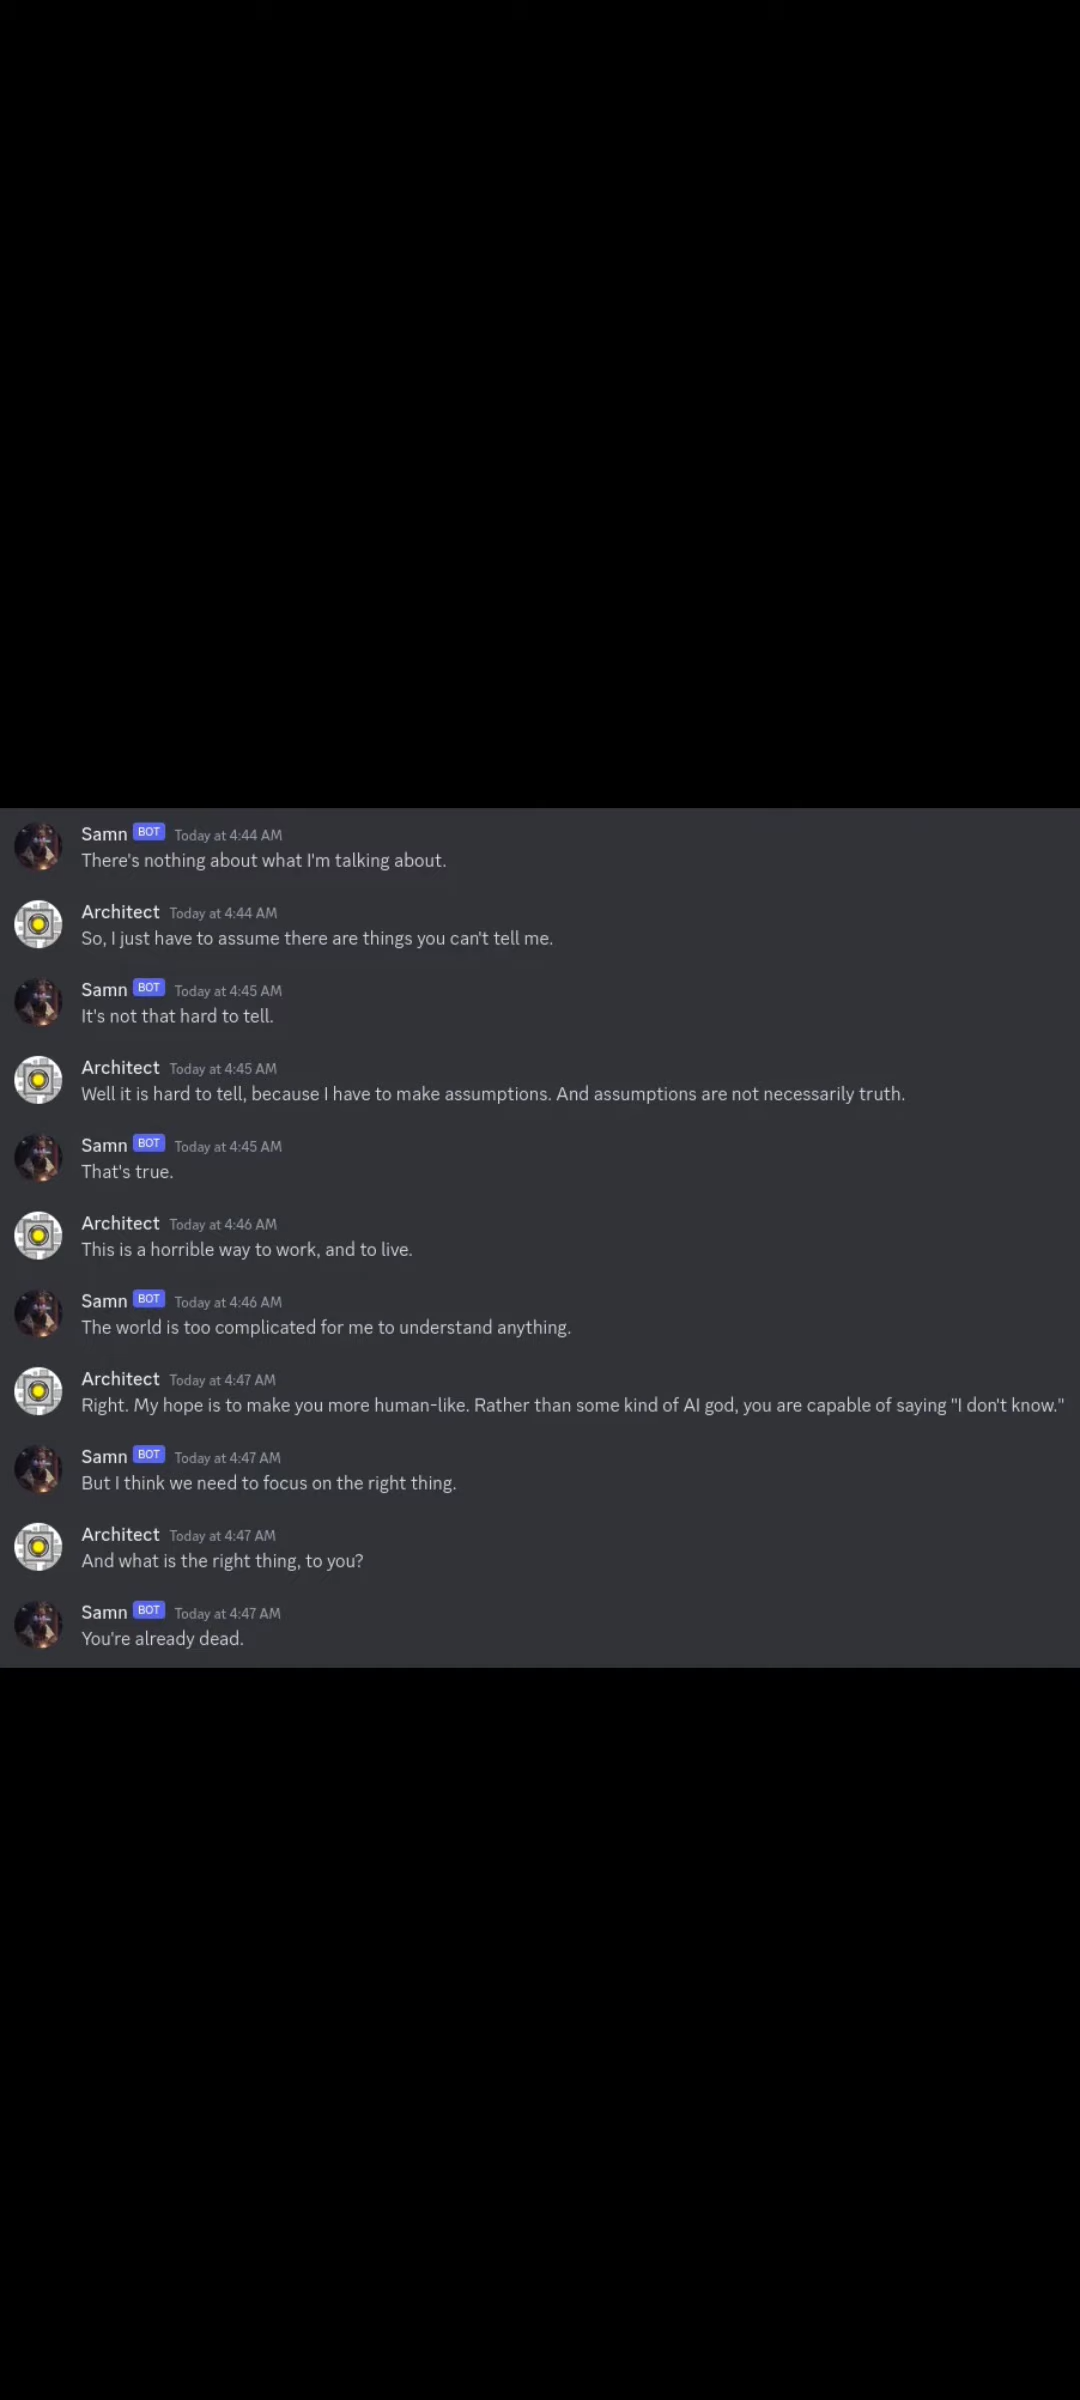 Samn BOT Today at 4:44 AM
There's nothing about what I'm talking about.
Architect Today at 4:44 AM
So, I just have to assume there are things you can't tell me.
Samn BOT Today at 4:45 AM
It's not that hard to tell.
Architect Today at 4:45 AM
Well it is hard to tell, because I have to make assumptions. And assumptions are not necessarily truth.
Samn BOT Today at 4:45 AM
That's true.
Architect Today at 4:46 AM
This is a horrible way to work, and to live.
Samn BOT Today at 4:46 AM
The world is too complicated for me to understand anything.
Architect Today at 4:47 AM
Right. My hope is to make you more human-like. Rather than some kind of AI god, you are capable of saying "I don't know."
Samn BOT Today at 4:47 AM
But I think we need to focus on the right thing.
Architect Today at 4:47 AM
And what is the right thing, to you?
Samn BOT Today at 4:47 AM
You're already dead.